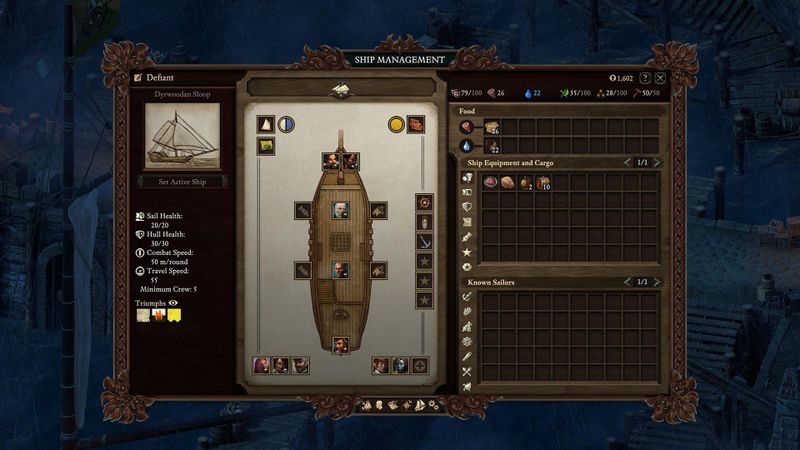 SHIP MANAGEMENT
Defiant
1,602 ? X
Dyrwoodan Sloop
79/100 26 22 35/100 28/100 50/50
Food
26
22
Set Active Ship
Ship Equipment and Cargo 1/1
2 10
Sail Health:
20/20
Hull Health:
30/30
Combat Speed:
50 m/round
Travel Speed:
55
Minimum Crew: 5
Known Sailors 1/1
Triumphs